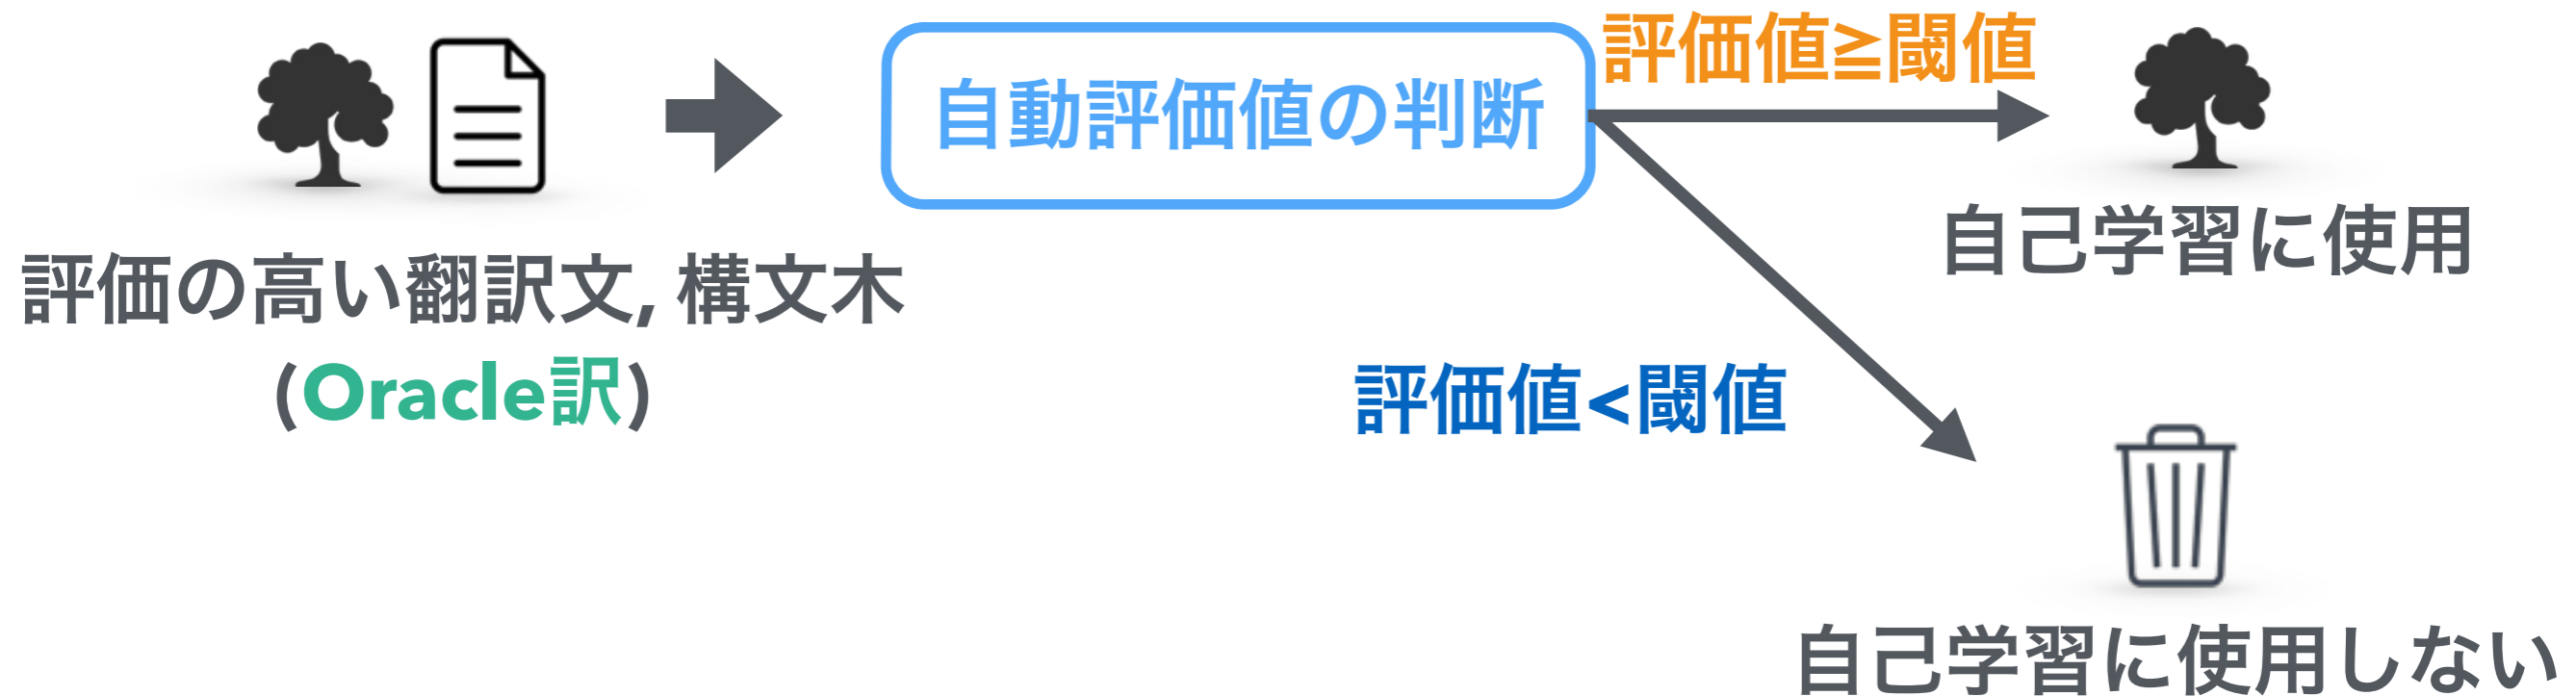 評価値≧閾値
自動評価値の判断
自己学習に使用
評価の高い翻訳文, 構文木
(Oracle訳)
評価値<閾値
自己学習に使用しない